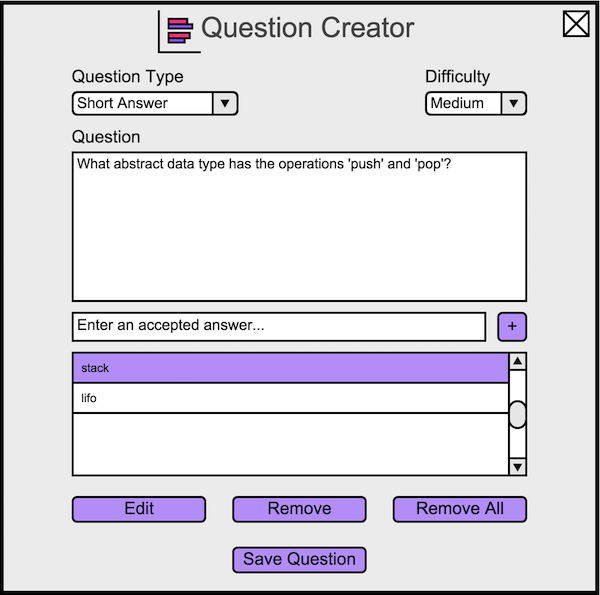 Question Creator
Question Type
Difficulty
Short Answer
Medium
Question
What abstract data type has the operations 'push' and 'pop'?
Enter an accepted answer...
+
stack
lifo
Edit
Remove
Remove All
Save Question